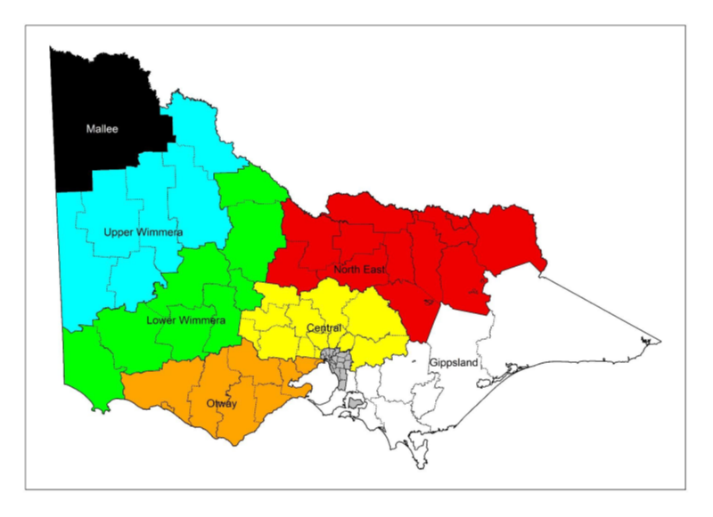 Mallee
Upper Wimmera
North East
Lower Wimmera
Central
Gippsland
Otway